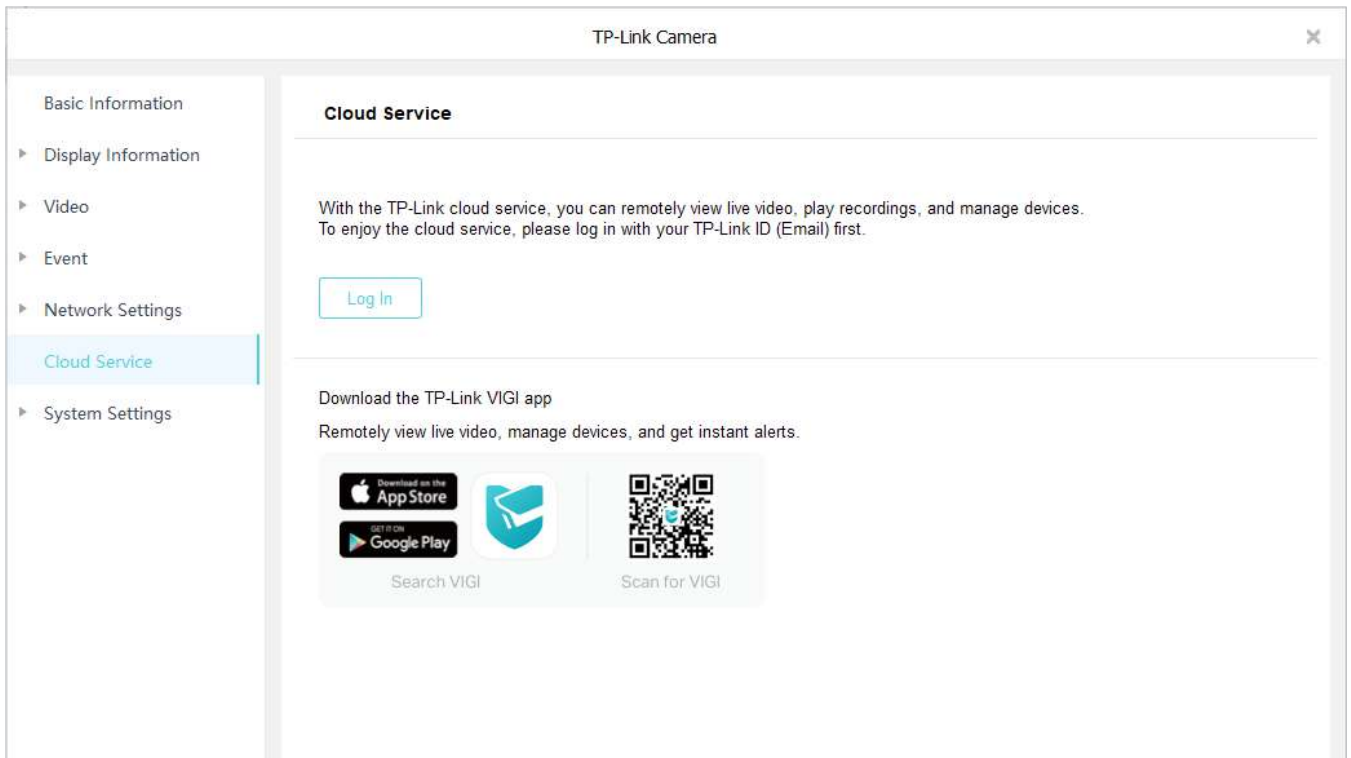 TP-Link Camera
Basic Information
Display Information
Video
Event
Network Settings
Cloud Service
System Settings
Cloud Service
With the TP-Link cloud service, you can remotely view live video, play recordings, and manage devices.
To enjoy the cloud service, please log in with your TP-Link ID (Email) first.
Log In
Download the TP-Link VIGI app
Remotely view live video, manage devices, and get instant alerts.
Download on the
App Store
GET IT ON
Google Play
Search VIGI
Scan for VIGI